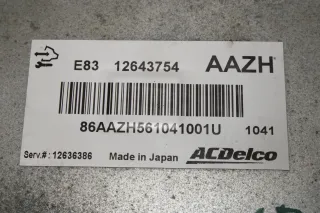 E83 12643754 AAZH
86AAZH561041001U 1041
Serv.#: 12636386 Made in Japan ACDelco